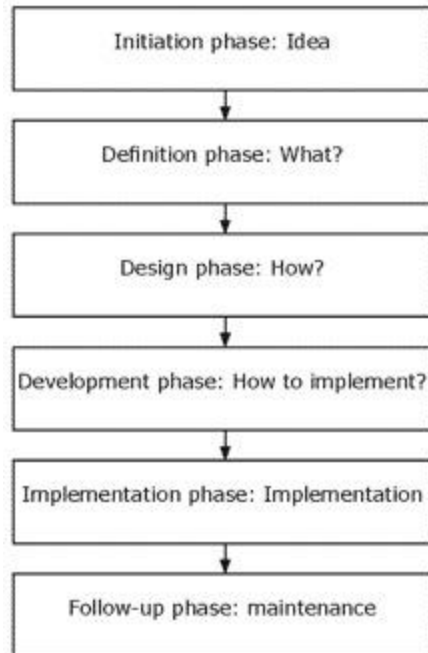 Initiation phase: Idea
Definition phase: What?
Design phase: How?
Development phase: How to implement?
Implementation phase: Implementation
Follow-up phase: maintenance